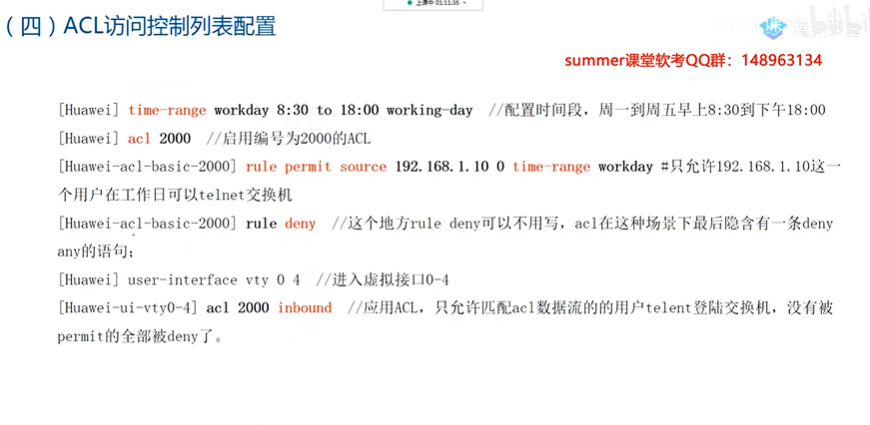 上课中 01:11:36
（四）ACL访问控制列表配置
腾讯课堂
summer课堂软考QQ群：148963134
[Huawei] time-range workday 8:30 to 18:00 working-day //配置时间段，周一到周五早上8:30到下午18:00
[Huawei] acl 2000 //启用编号为2000的ACL
[Huawei-acl-basic-2000] rule permit source 192.168.1.10 0 time-range workday #只允许192.168.1.10这一
个用户在工作日可以telnet交换机
[Huawei-acl-basic-2000] rule deny //这个地方rule deny可以不用写，acl在这种场景下最后隐含有一条deny
any的语句；
[Huawei] user-interface vty 0 4 //进入虚拟接口0-4
[Huawei-ui-vty0-4] acl 2000 inbound //应用ACL，只允许匹配acl数据流的的用户telent登陆交换机，没有被
permit的全部被deny了。